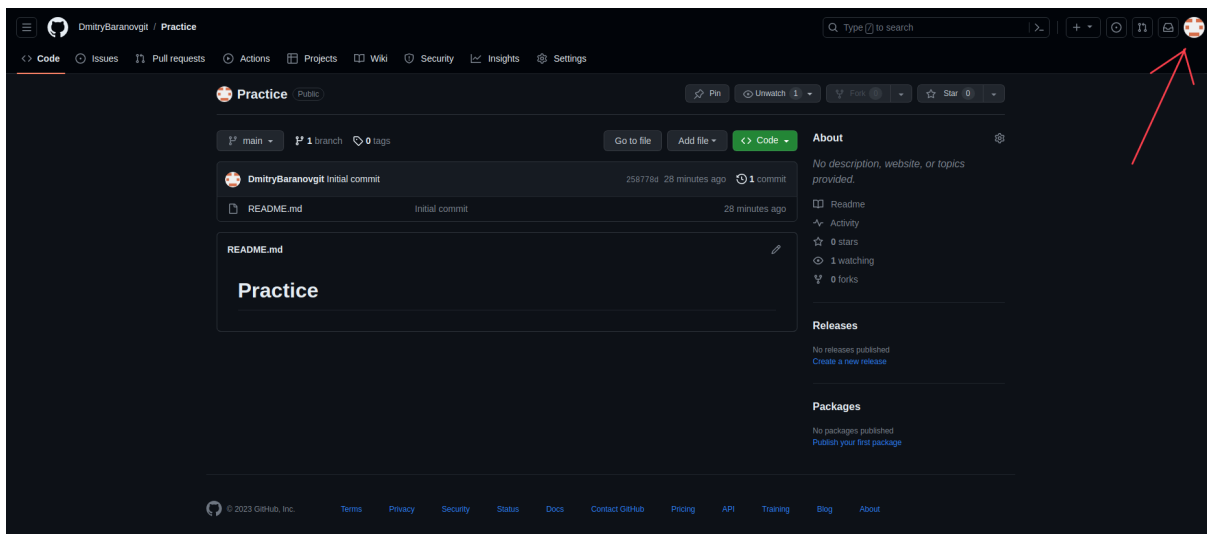 DmitryBaranovgit / Practice
Type / to search
Code Issues Pull requests Actions Projects Wiki Security Insights Settings
Practice Public
Pin Unwatch 1 Fork 0 Star 0
main 1 branch 0 tags
Go to file Add file Code
DmitryBaranovgit Initial commit 258778d 28 minutes ago 1 commit
README.md Initial commit 28 minutes ago
README.md
Practice
About
No description, website, or topics
provided.
Readme
Activity
0 stars
1 watching
0 forks
Releases
No releases published
Create a new release
Packages
No packages published
Publish your first package
© 2023 GitHub, Inc. Terms Privacy Security Status Docs Contact GitHub Pricing API Training Blog About